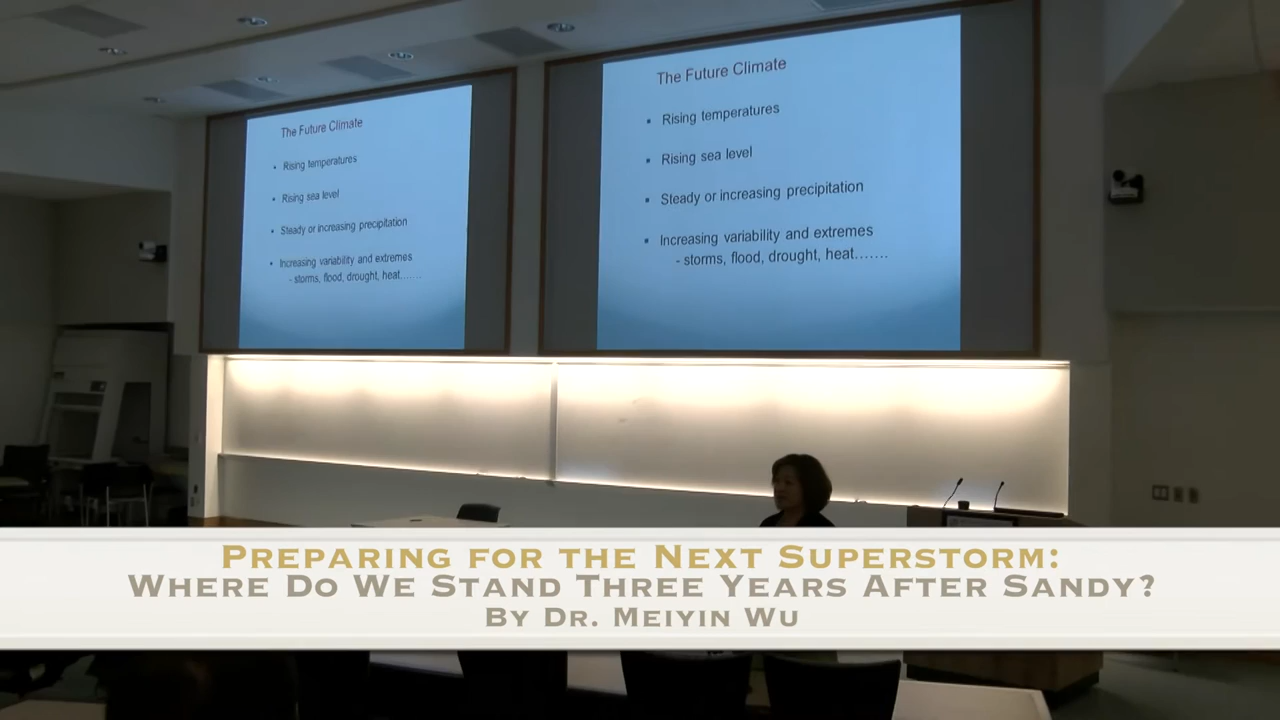 The Future Climate
▪ Rising temperatures
▪ Rising sea level
▪ Steady or increasing precipitation
▪ Increasing variability and extremes
- storms, flood, drought, heat…….
The Future Climate
▪ Rising temperatures
▪ Rising sea level
▪ Steady or increasing precipitation
▪ Increasing variability and extremes
- storms, flood, drought, heat…….
Preparing for the Next Superstorm:
Where Do We Stand Three Years After Sandy?
By Dr. Meiyin Wu